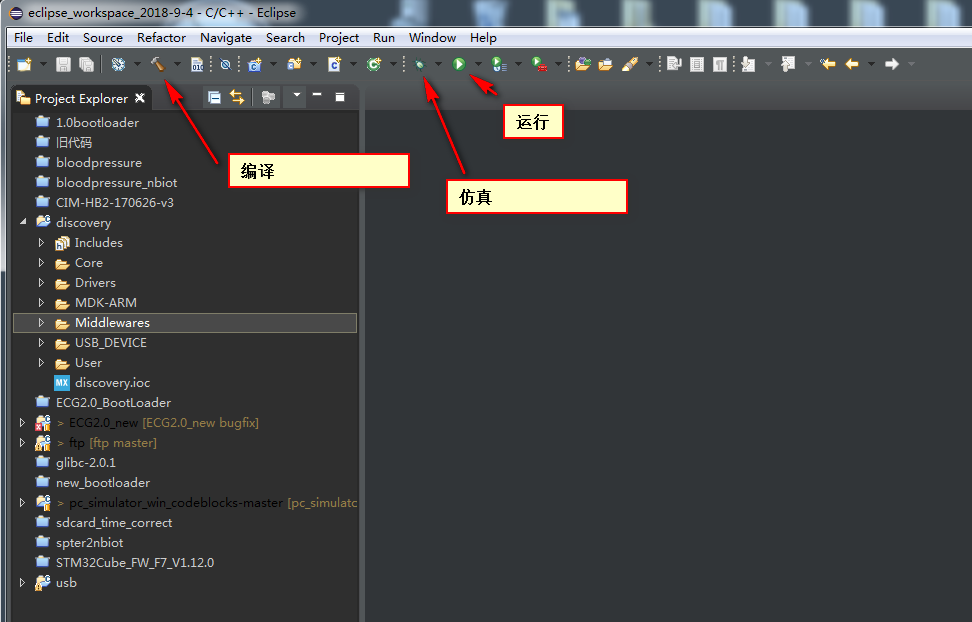 eclipse_workspace_2018-9-4 - C/C++ - Eclipse
File Edit Source Refactor Navigate Search Project Run Window Help
010
Project Explorer
运行
编译
仿真
1.0bootloader
旧代码
bloodpressure
bloodpressure_nbiot
CIM-HB2-170626-v3
discovery
Includes
Core
Drivers
MDK-ARM
Middlewares
USB_DEVICE
User
MX discovery.ioc
ECG2.0_BootLoader
> ECG2.0_new [ECG2.0_new bugfix]
> ftp [ftp master]
glibc-2.0.1
new_bootloader
> pc_simulator_win_codeblocks-master [pc_simulatc
sdcard_time_correct
spter2nbiot
STM32Cube_FW_F7_V1.12.0
usb